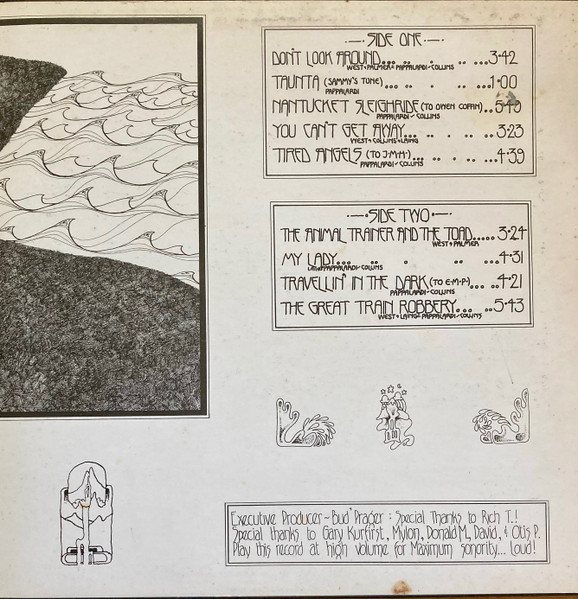 SIDE ONE
DON'T LOOK AROUND... .. . .. ...3·42
WEST·PALMER·PAPPALARDI·COLLINS
TAUNTA (SAMMY'S TUNE)... .. . .. ...1·00
PAPPALARDI
NANTUCKET SLEIGHRIDE (TO OWEN COFFIN)..5·49
PAPPALARDI·COLLINS
YOU CAN'T GET AWAY... .. . .. ...3·23
WEST·COLLINS·LAING
TIRED ANGELS (TO J·M·H·)... .. . .. ...4·39
PAPPALARDI·COLLINS
SIDE TWO
THE ANIMAL TRAINER AND THE TOAD.....3·24
WEST·PALMER
MY LADY... .. . .. ...4·31
LAING·PAPPALARDI·COLLINS
TRAVELLIN' IN THE DARK (TO E·M·P·)... ..4·21
PAPPALARDI·COLLINS
THE GREAT TRAIN ROBBERY... ...5·43
WEST·LAING·PAPPALARDI·COLLINS
Executive Producer ~ Bud Prager : Special Thanks to Rich T.!
Special thanks to Gary Kurfirst, Mylon, Donald M., David, & Otis P.
Play this record at high volume for Maximum sonority... Loud!